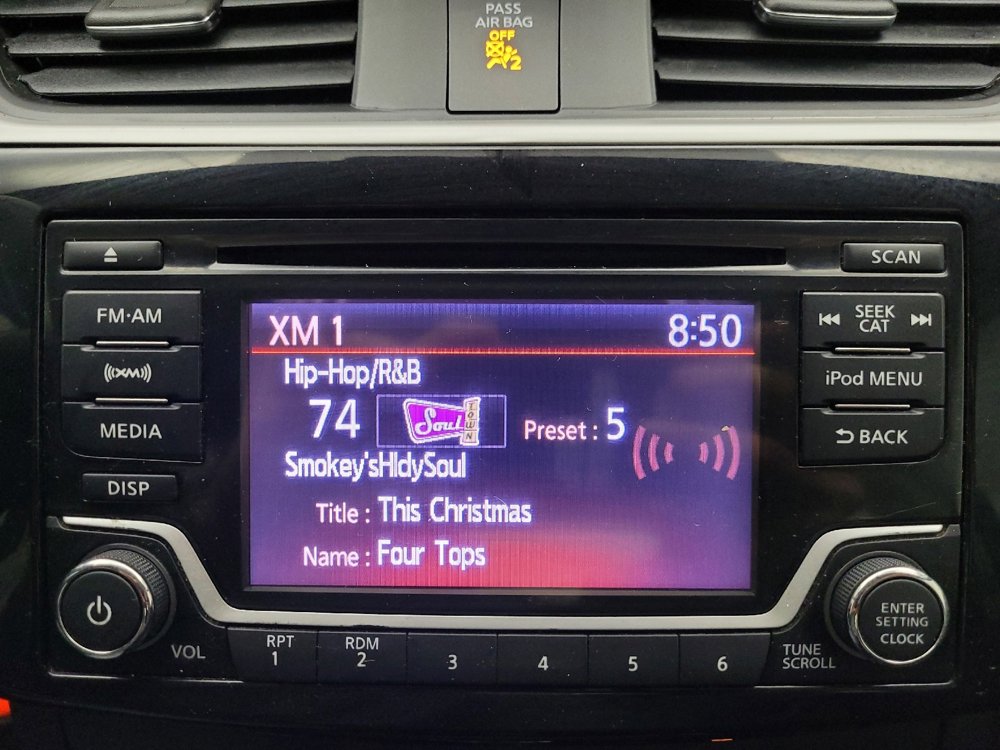 PASS
AIR BAG
OFF
2
SCAN
FM·AM
XM
MEDIA
DISP
XM 1 8:50
Hip-Hop/R&B
74 Soul TOWN Preset : 5
Smokey'sHldySoul
Title : This Christmas
Name : Four Tops
SEEK
CAT
iPod MENU
BACK
VOL
RPT
1
RDM
2
3
4
5
6
TUNE
SCROLL
ENTER
SETTING
CLOCK